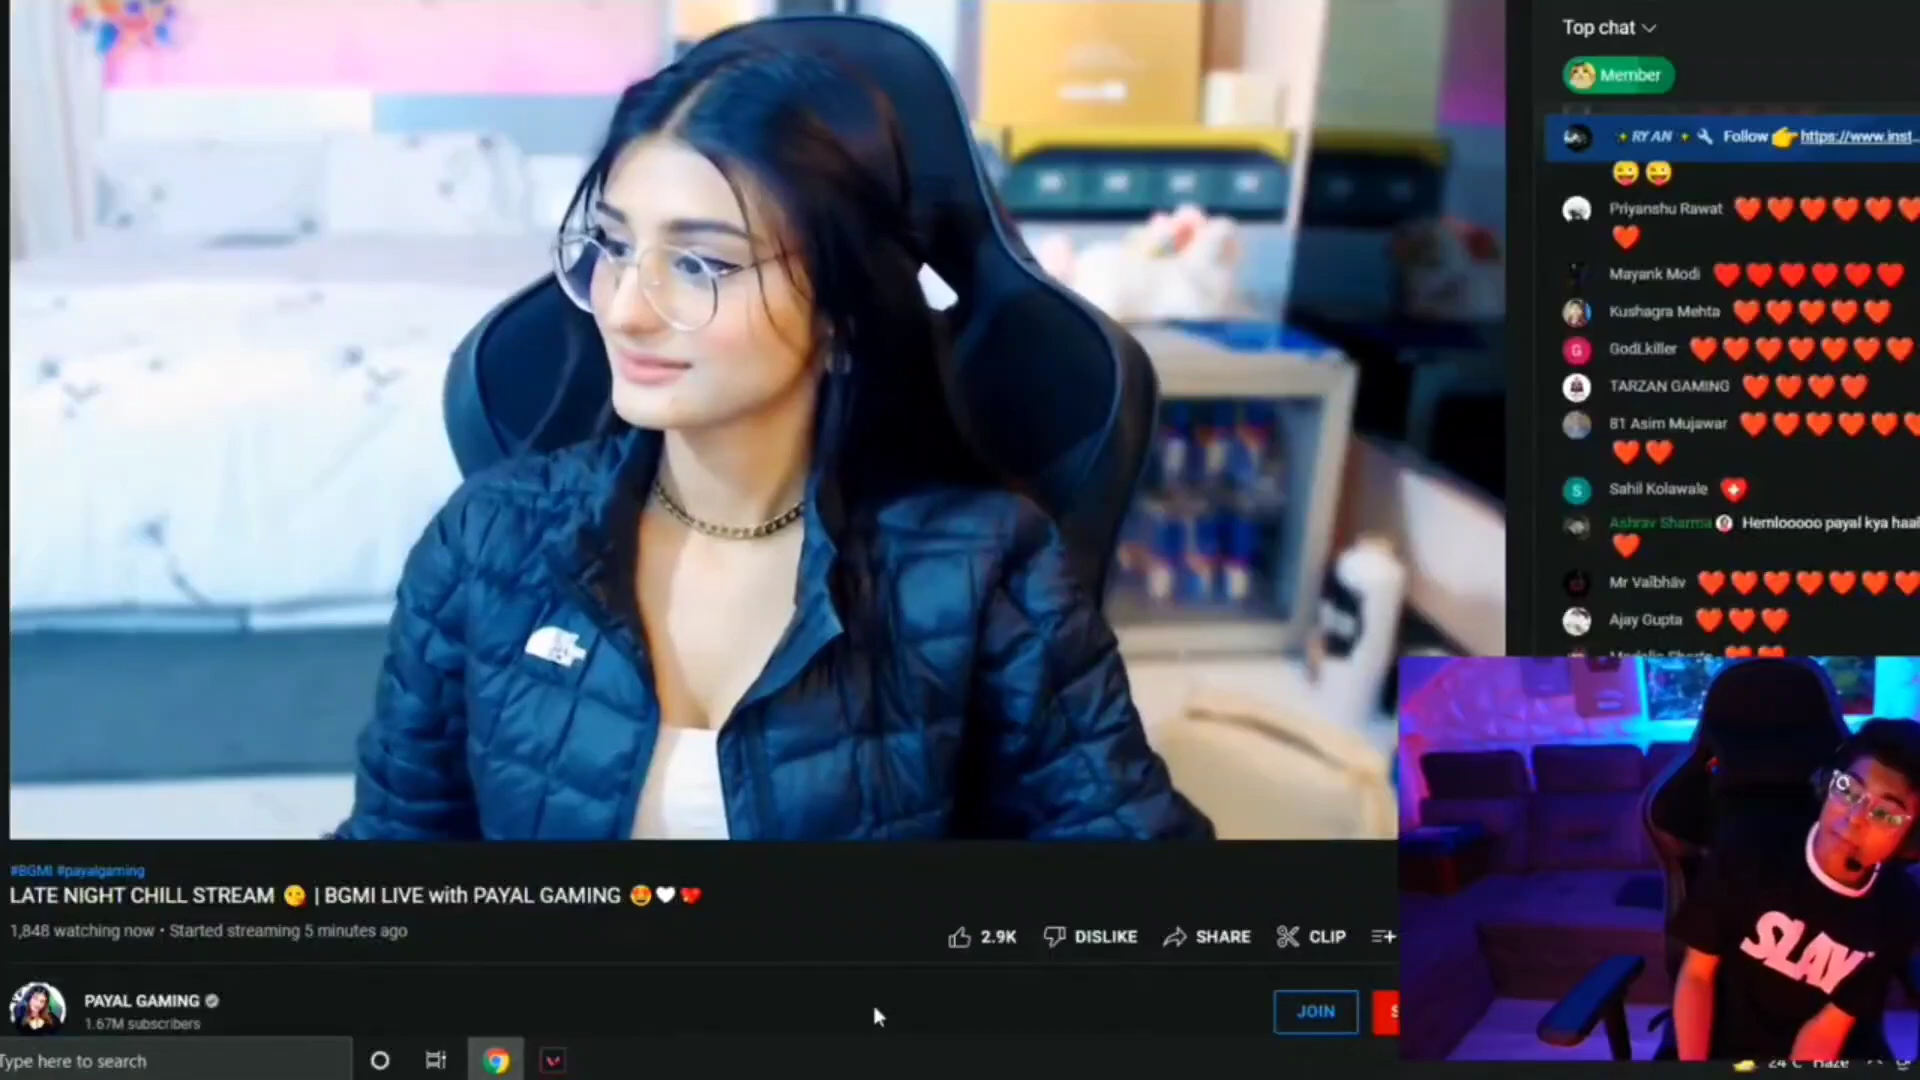 Top chat
Member
RYAN Follow 👉 https://www.inst...
😜 😜
Priyanshu Rawat ❤️ ❤️ ❤️ ❤️ ❤️ ❤️
❤️
Mayank Modi ❤️ ❤️ ❤️ ❤️ ❤️ ❤️
Kushagra Mehta ❤️ ❤️ ❤️ ❤️ ❤️
G GodLkiller ❤️ ❤️ ❤️ ❤️ ❤️ ❤️ ❤️
TARZAN GAMING ❤️ ❤️ ❤️ ❤️
81 Asim Mujawar ❤️ ❤️ ❤️ ❤️ ❤️ ❤️
❤️ ❤️
S Sahil Kolawale
Ashrav Sharma Hemlooooo payal kya haal
❤️
Mr Vaibhäv ❤️ ❤️ ❤️ ❤️ ❤️ ❤️ ❤️
Ajay Gupta ❤️ ❤️ ❤️
SLAY
#BGMI #payalgaming
LATE NIGHT CHILL STREAM 😋 | BGMI LIVE with PAYAL GAMING 🤩🤍💖
1,848 watching now • Started streaming 5 minutes ago
2.9K DISLIKE SHARE CLIP
PAYAL GAMING
1.67M subscribers
JOIN S
Type here to search
24°C Haze